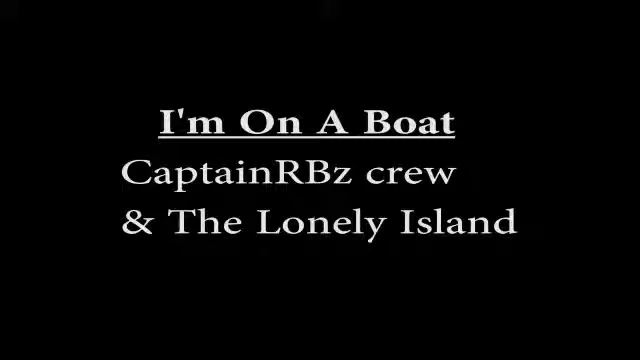 I'm On A Boat
CaptainRBz crew
& The Lonely Island